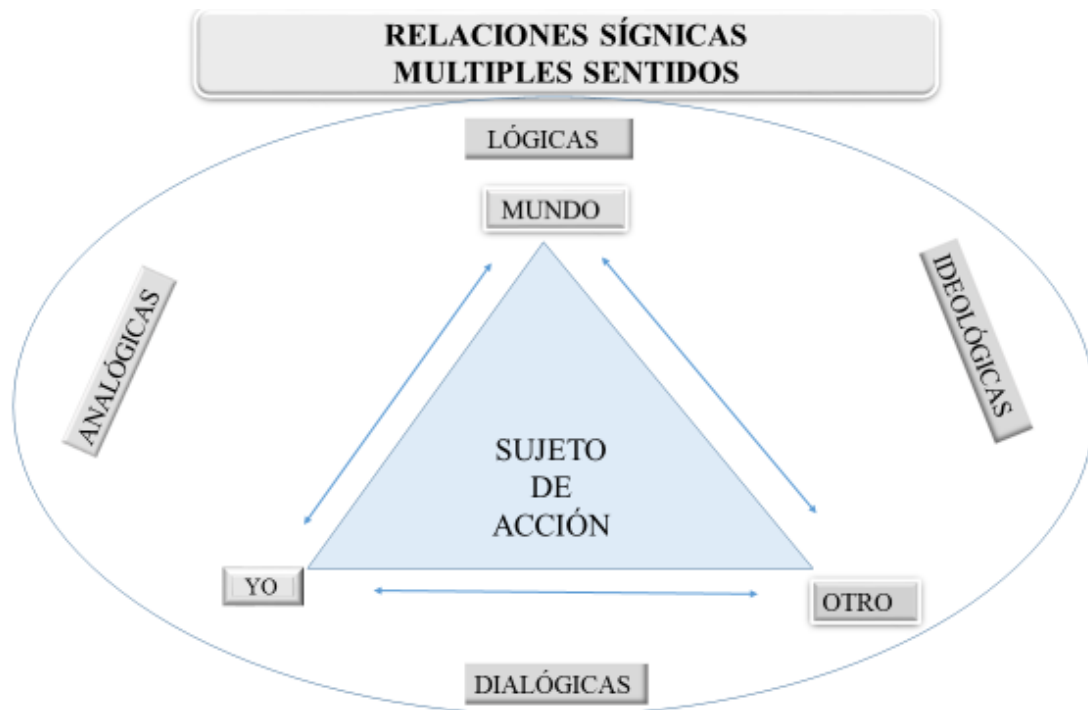 RELACIONES SÍGNICAS
MULTIPLES SENTIDOS
LÓGICAS
MUNDO
ANALÓGICAS
IDEOLÓGICAS
SUJETO
DE
ACCIÓN
YO
OTRO
DIALÓGICAS